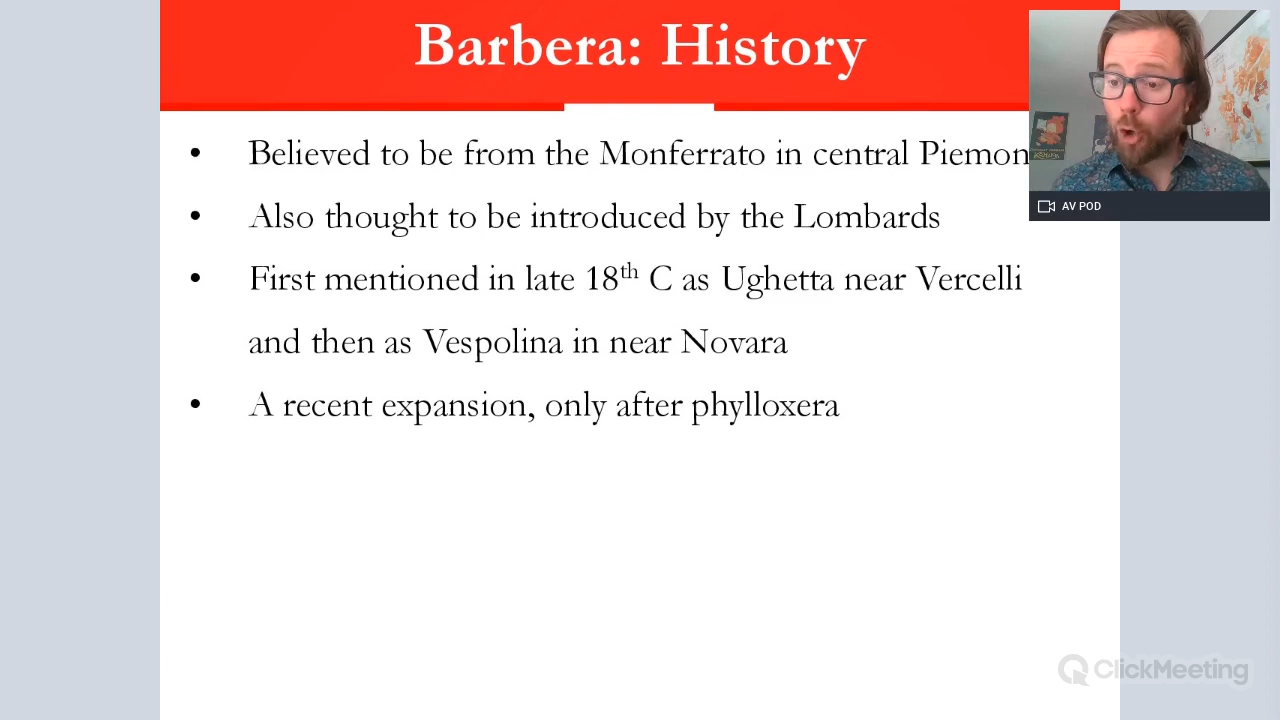 Barbera: History
• Believed to be from the Monferrato in central Piemon
• Also thought to be introduced by the Lombards
• First mentioned in late 18th C as Ughetta near Vercelli
and then as Vespolina in near Novara
• A recent expansion, only after phylloxera
AV POD
ClickMeeting